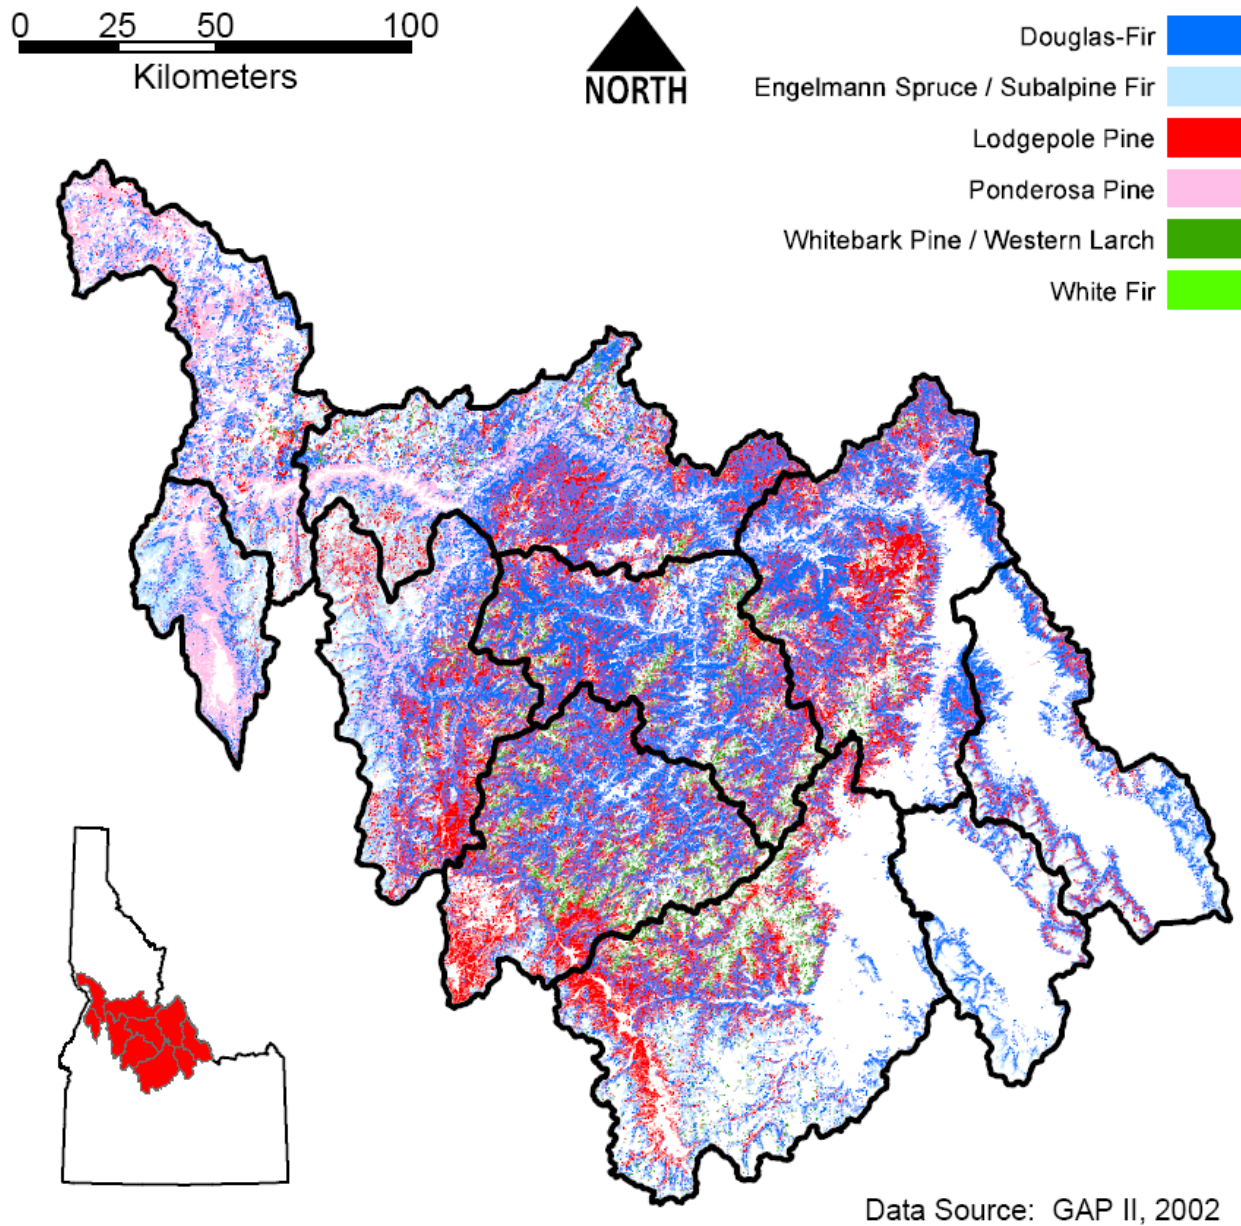 0 25 50 100
Kilometers
NORTH
Douglas-Fir
Engelmann Spruce / Subalpine Fir
Lodgepole Pine
Ponderosa Pine
Whitebark Pine / Western Larch
White Fir
Data Source: GAP II, 2002